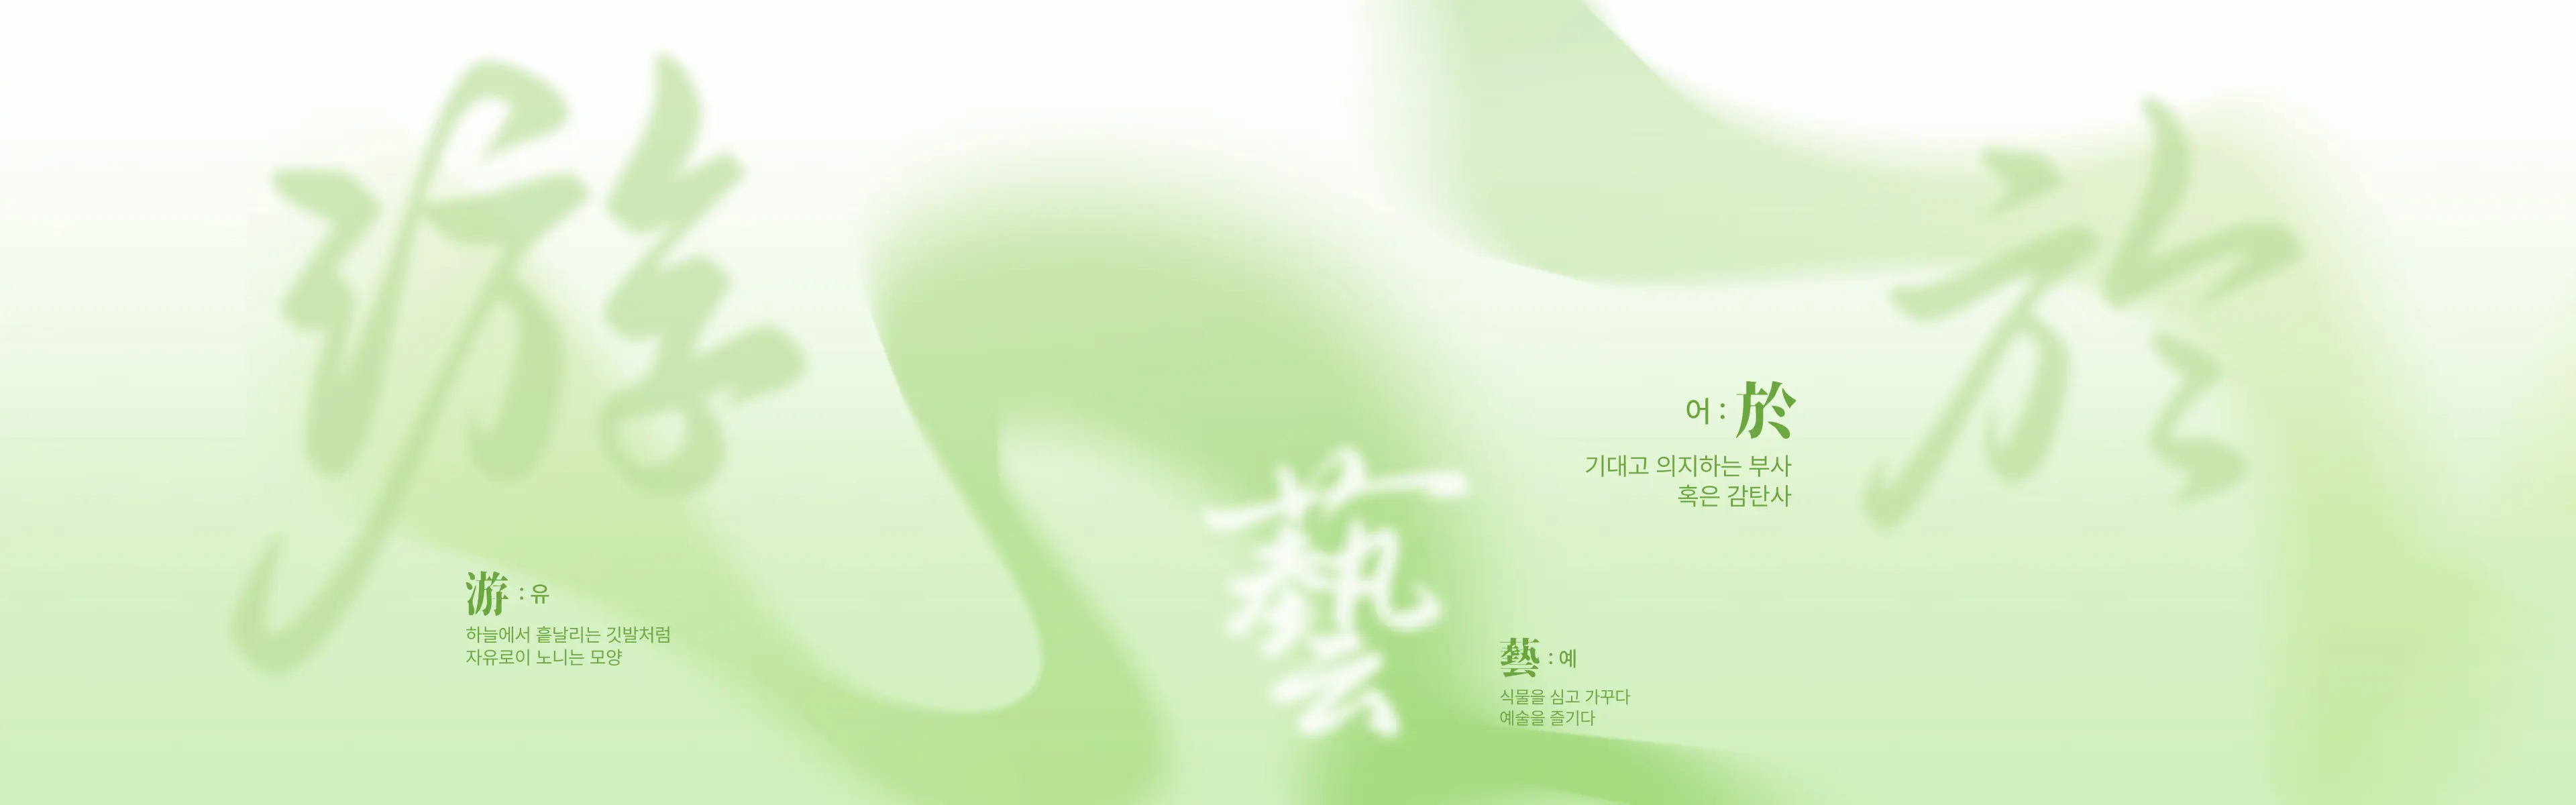 游
於
藝
어 : 於
기대고 의지하는 부사
혹은 감탄사
游 : 유
하늘에서 흩날리는 깃발처럼
자유로이 노니는 모양
藝 : 예
식물을 심고 가꾸다
예술을 즐기다